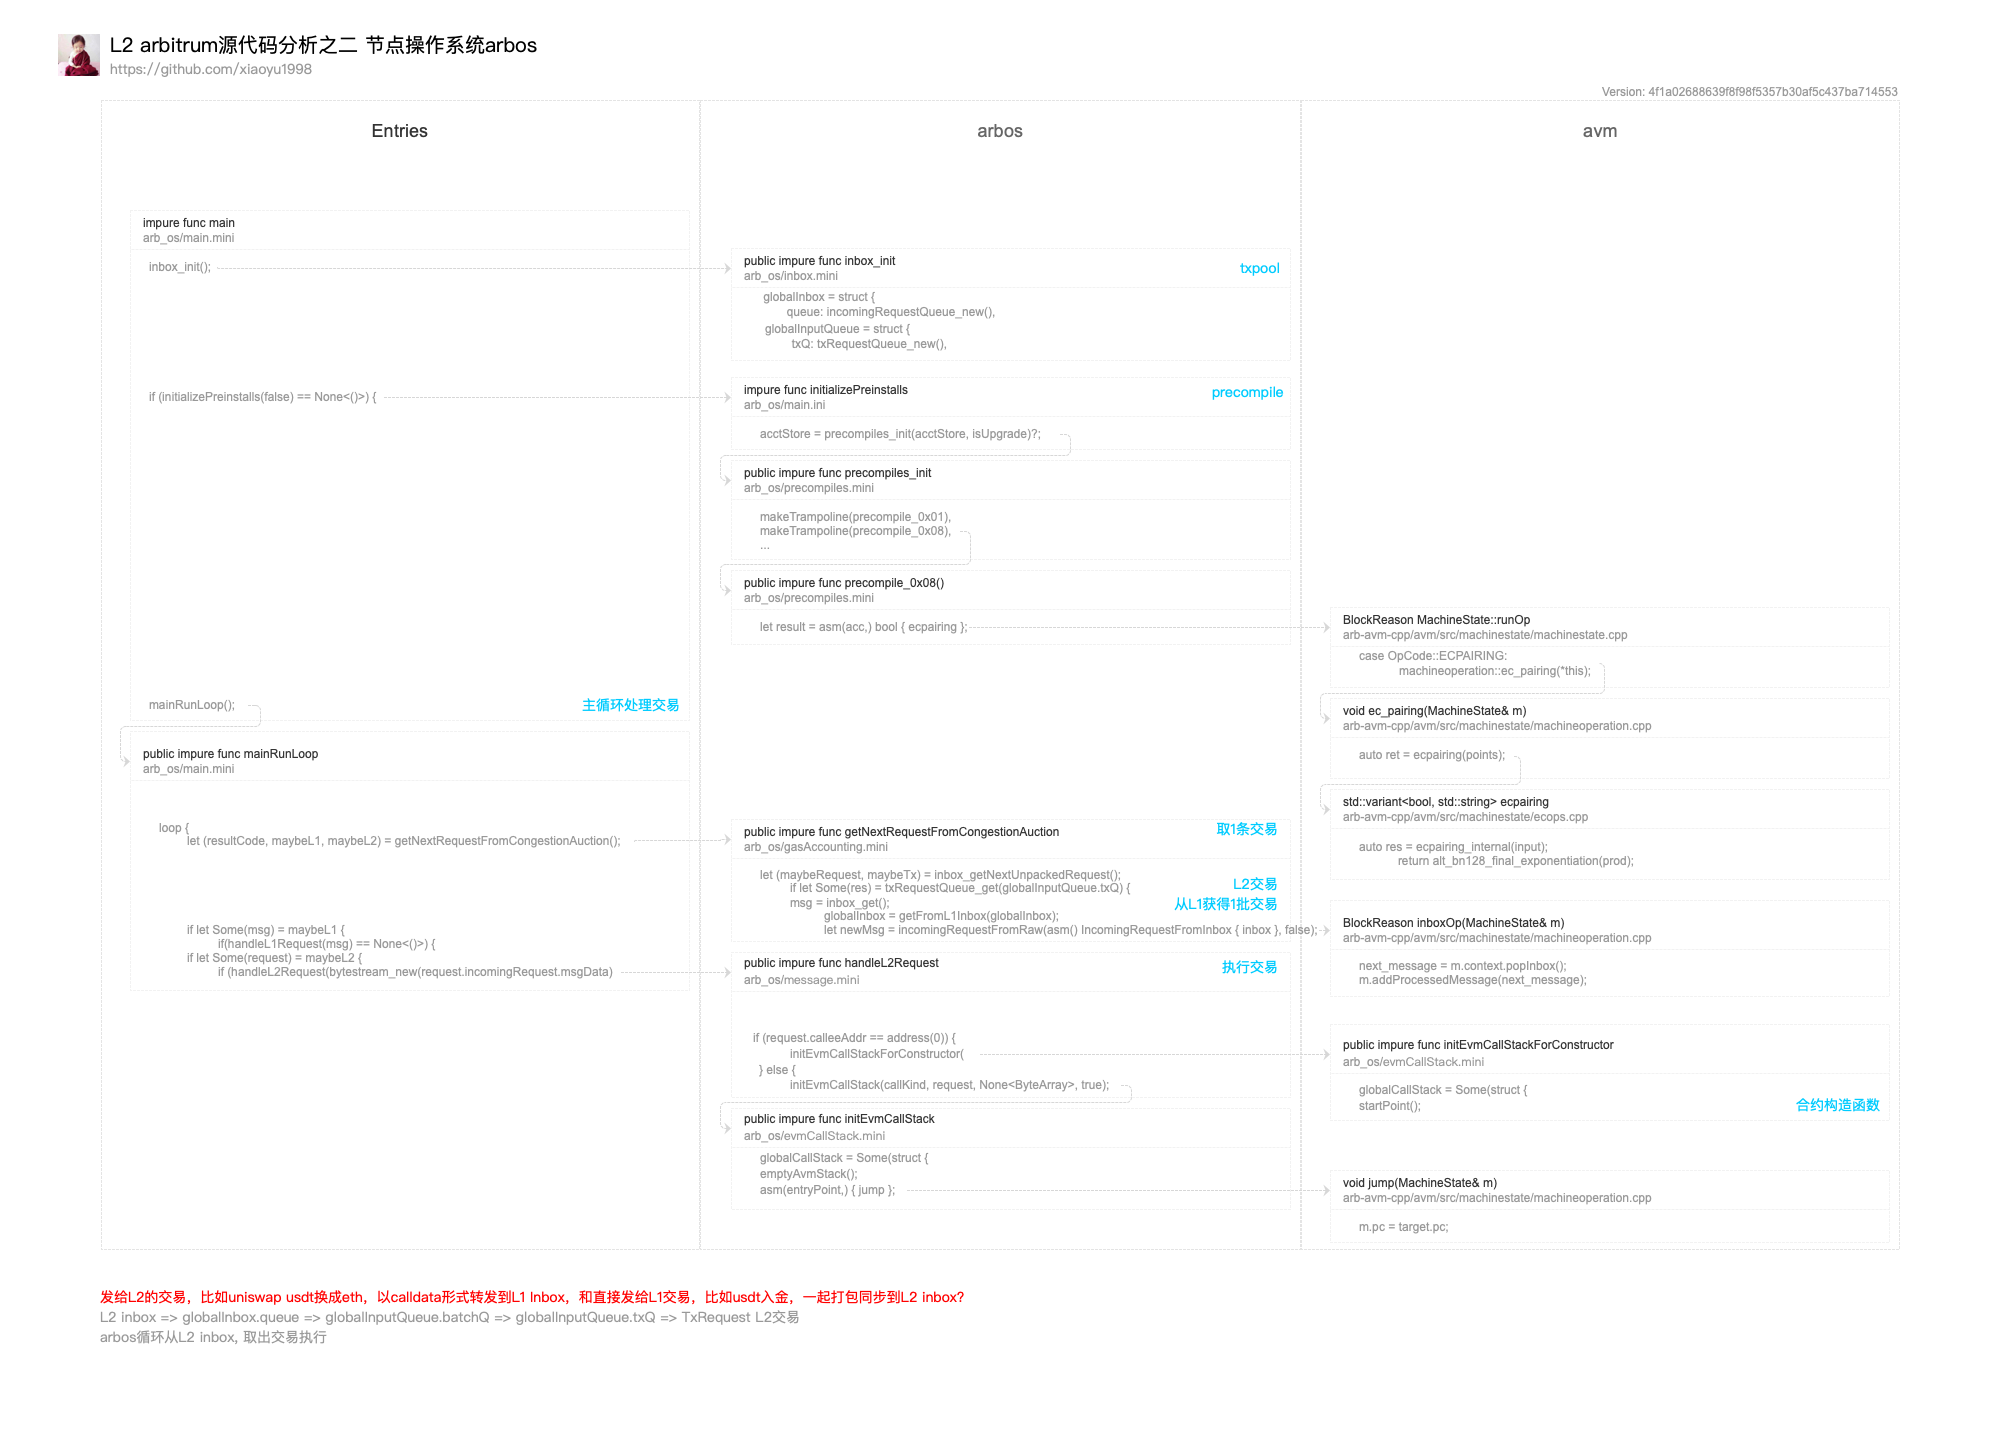 L2 arbitrum源代码分析之二 节点操作系统arbos
https://github.com/xiaoyu1998
Version: 4f1a02688639f8f98f5357b30af5c437ba714553
Entries
impure func main
arb_os/main.mini
inbox_init();
if (initializePreinstalls(false) == None<()>) {
mainRunLoop();
主循环处理交易
public impure func mainRunLoop
arb_os/main.mini
loop {
let (resultCode, maybeL1, maybeL2) = getNextRequestFromCongestionAuction();
if let Some(msg) = maybeL1 {
if(handleL1Request(msg) == None<()>) {
if let Some(request) = maybeL2 {
if (handleL2Request(bytestream_new(request.incomingRequest.msgData)
arbos
public impure func inbox_init
arb_os/inbox.mini
txpool
globalInbox = struct {
queue: incomingRequestQueue_new(),
globalInputQueue = struct {
txQ: txRequestQueue_new(),
impure func initializePreinstalls
arb_os/main.ini
precompile
acctStore = precompiles_init(acctStore, isUpgrade)?;
public impure func precompiles_init
arb_os/precompiles.mini
makeTrampoline(precompile_0x01),
makeTrampoline(precompile_0x08),
...
public impure func precompile_0x08()
arb_os/precompiles.mini
let result = asm(acc,) bool { ecpairing };
public impure func getNextRequestFromCongestionAuction
arb_os/gasAccounting.mini
取1条交易
let (maybeRequest, maybeTx) = inbox_getNextUnpackedRequest();
if let Some(res) = txRequestQueue_get(globalInputQueue.txQ) {
L2交易
msg = inbox_get();
从L1获得1批交易
globalInbox = getFromL1Inbox(globalInbox);
let newMsg = incomingRequestFromRaw(asm() IncomingRequestFromInbox { inbox }, false);
public impure func handleL2Request
arb_os/message.mini
执行交易
if (request.calleeAddr == address(0)) {
initEvmCallStackForConstructor(
} else {
initEvmCallStack(callKind, request, None<ByteArray>, true);
public impure func initEvmCallStack
arb_os/evmCallStack.mini
globalCallStack = Some(struct {
emptyAvmStack();
asm(entryPoint,) { jump };
avm
BlockReason MachineState::runOp
arb-avm-cpp/avm/src/machinestate/machinestate.cpp
case OpCode::ECPAIRING:
machineoperation::ec_pairing(*this);
void ec_pairing(MachineState& m)
arb-avm-cpp/avm/src/machinestate/machineoperation.cpp
auto ret = ecpairing(points);
std::variant<bool, std::string> ecpairing
arb-avm-cpp/avm/src/machinestate/ecops.cpp
auto res = ecpairing_internal(input);
return alt_bn128_final_exponentiation(prod);
BlockReason inboxOp(MachineState& m)
arb-avm-cpp/avm/src/machinestate/machineoperation.cpp
next_message = m.context.popInbox();
m.addProcessedMessage(next_message);
public impure func initEvmCallStackForConstructor
arb_os/evmCallStack.mini
globalCallStack = Some(struct {
startPoint();
合约构造函数
void jump(MachineState& m)
arb-avm-cpp/avm/src/machinestate/machineoperation.cpp
m.pc = target.pc;
发给L2的交易，比如uniswap usdt换成eth，以calldata形式转发到L1 Inbox，和直接发给L1交易，比如usdt入金，一起打包同步到L2 inbox?
L2 inbox => globalInbox.queue => globalInputQueue.batchQ => globalInputQueue.txQ => TxRequest L2交易
arbos循环从L2 inbox, 取出交易执行